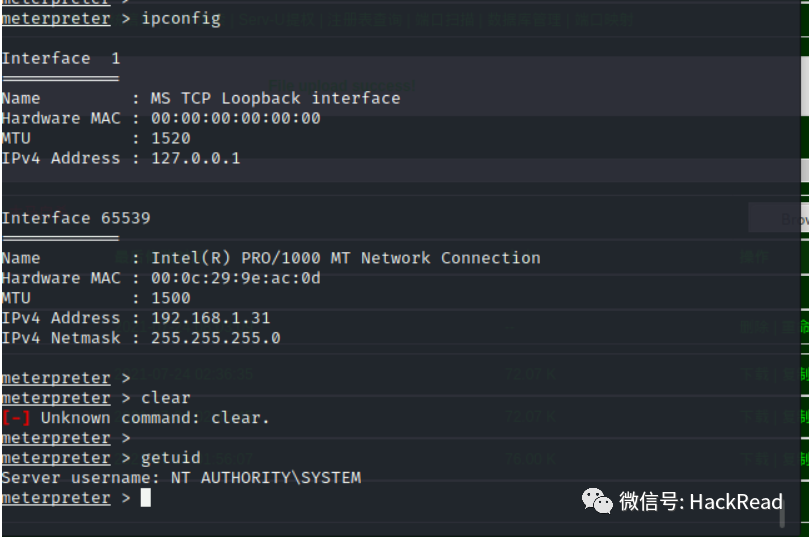 meterpreter >
meterpreter > ipconfig
Interface  1
============
Name         : MS TCP Loopback interface
Hardware MAC : 00:00:00:00:00:00
MTU          : 1520
IPv4 Address : 127.0.0.1
Interface 65539
============
Name         : Intel(R) PRO/1000 MT Network Connection
Hardware MAC : 00:0c:29:9e:ac:0d
MTU          : 1500
IPv4 Address : 192.168.1.31
IPv4 Netmask : 255.255.255.0
meterpreter >
meterpreter > clear
[-] Unknown command: clear.
meterpreter >
meterpreter > getuid
Server username: NT AUTHORITY\SYSTEM
meterpreter >
微信号: HackRead